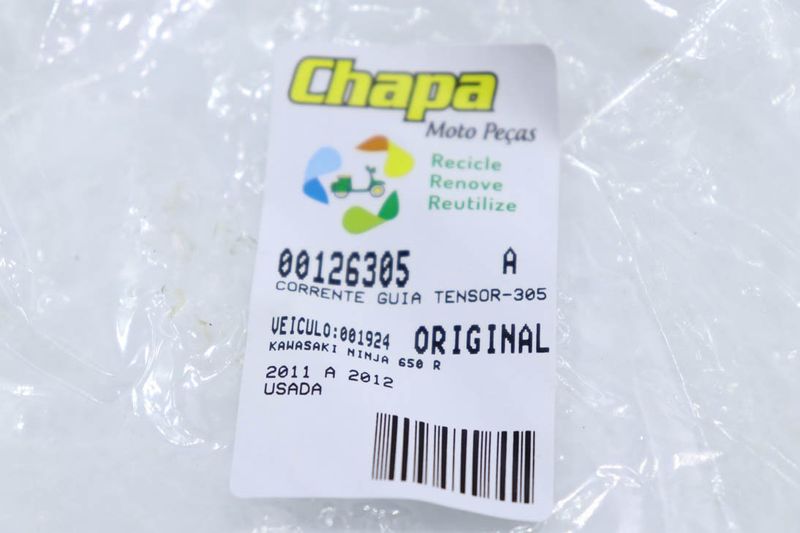 Chapa
Moto Peças
Recicle
Renove
Reutilize
00126305 A
CORRENTE GUIA TENSOR-305
VEICULO:001924 ORIGINAL
KAWASAKI NINJA 650 R
2011 A 2012
USADA